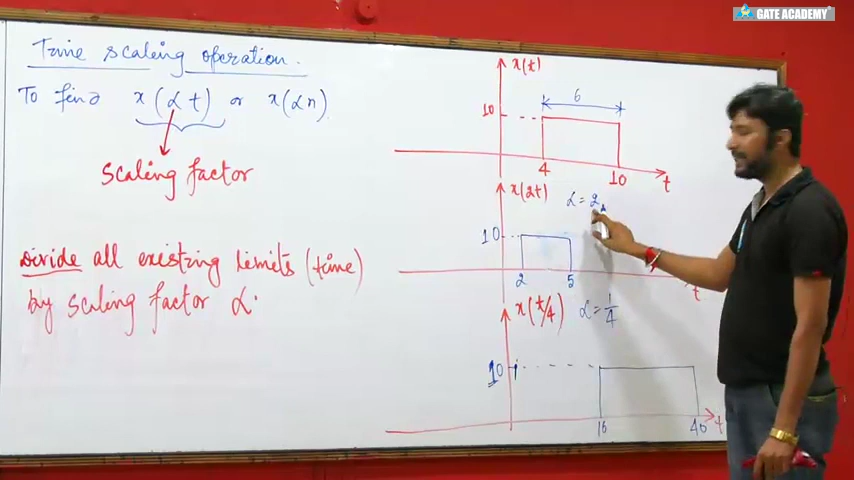 GATE ACADEMY
Time scaling operation.
To find x(αt) or x(αn)
Scaling factor
Divide all existing limits (time)
by scaling factor α.
x(t)
6
10
4 10 t
x(2t) α = 2
10
2 5 t
x(t/4) α = 1/4
10
16 40 t